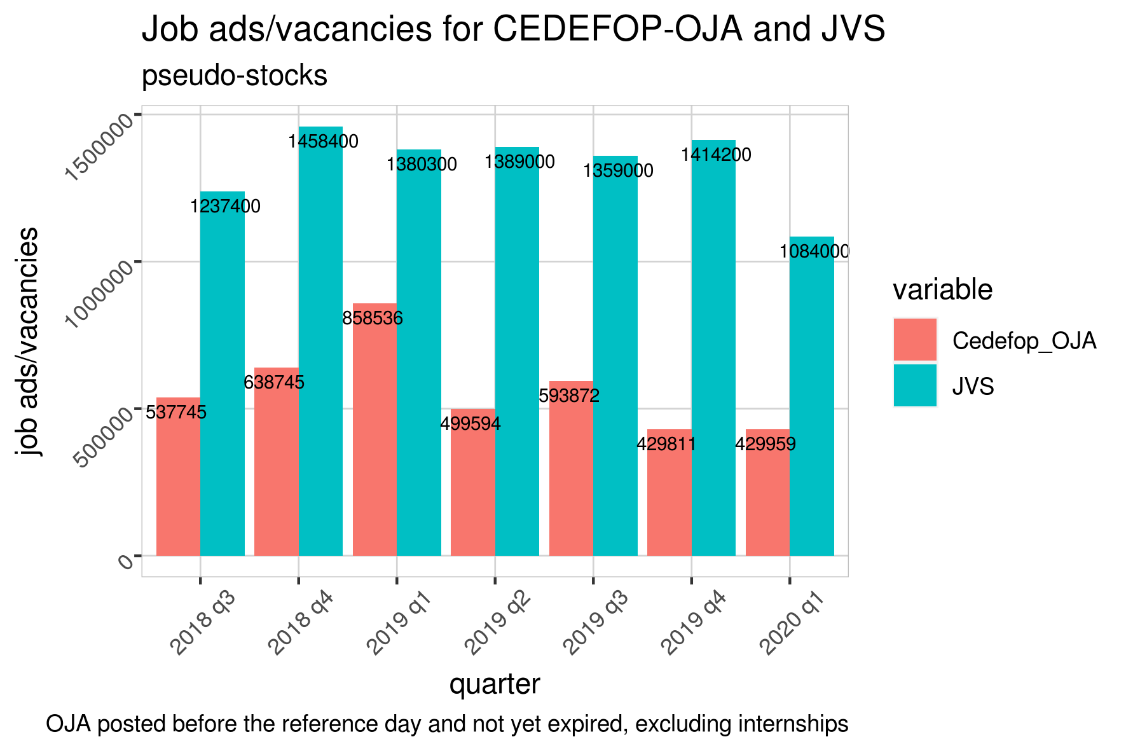 Job ads/vacancies for CEDEFOP-OJA and JVS
pseudo-stocks
job ads/vacancies
1500000
1000000
500000
0
537745
1237400
638745
1458400
858536
1380300
499594
1389000
593872
1359000
429811
1414200
429959
1084000
2018 q3
2018 q4
2019 q1
2019 q2
2019 q3
2019 q4
2020 q1
quarter
variable
Cedefop_OJA
JVS
OJA posted before the reference day and not yet expired, excluding internships